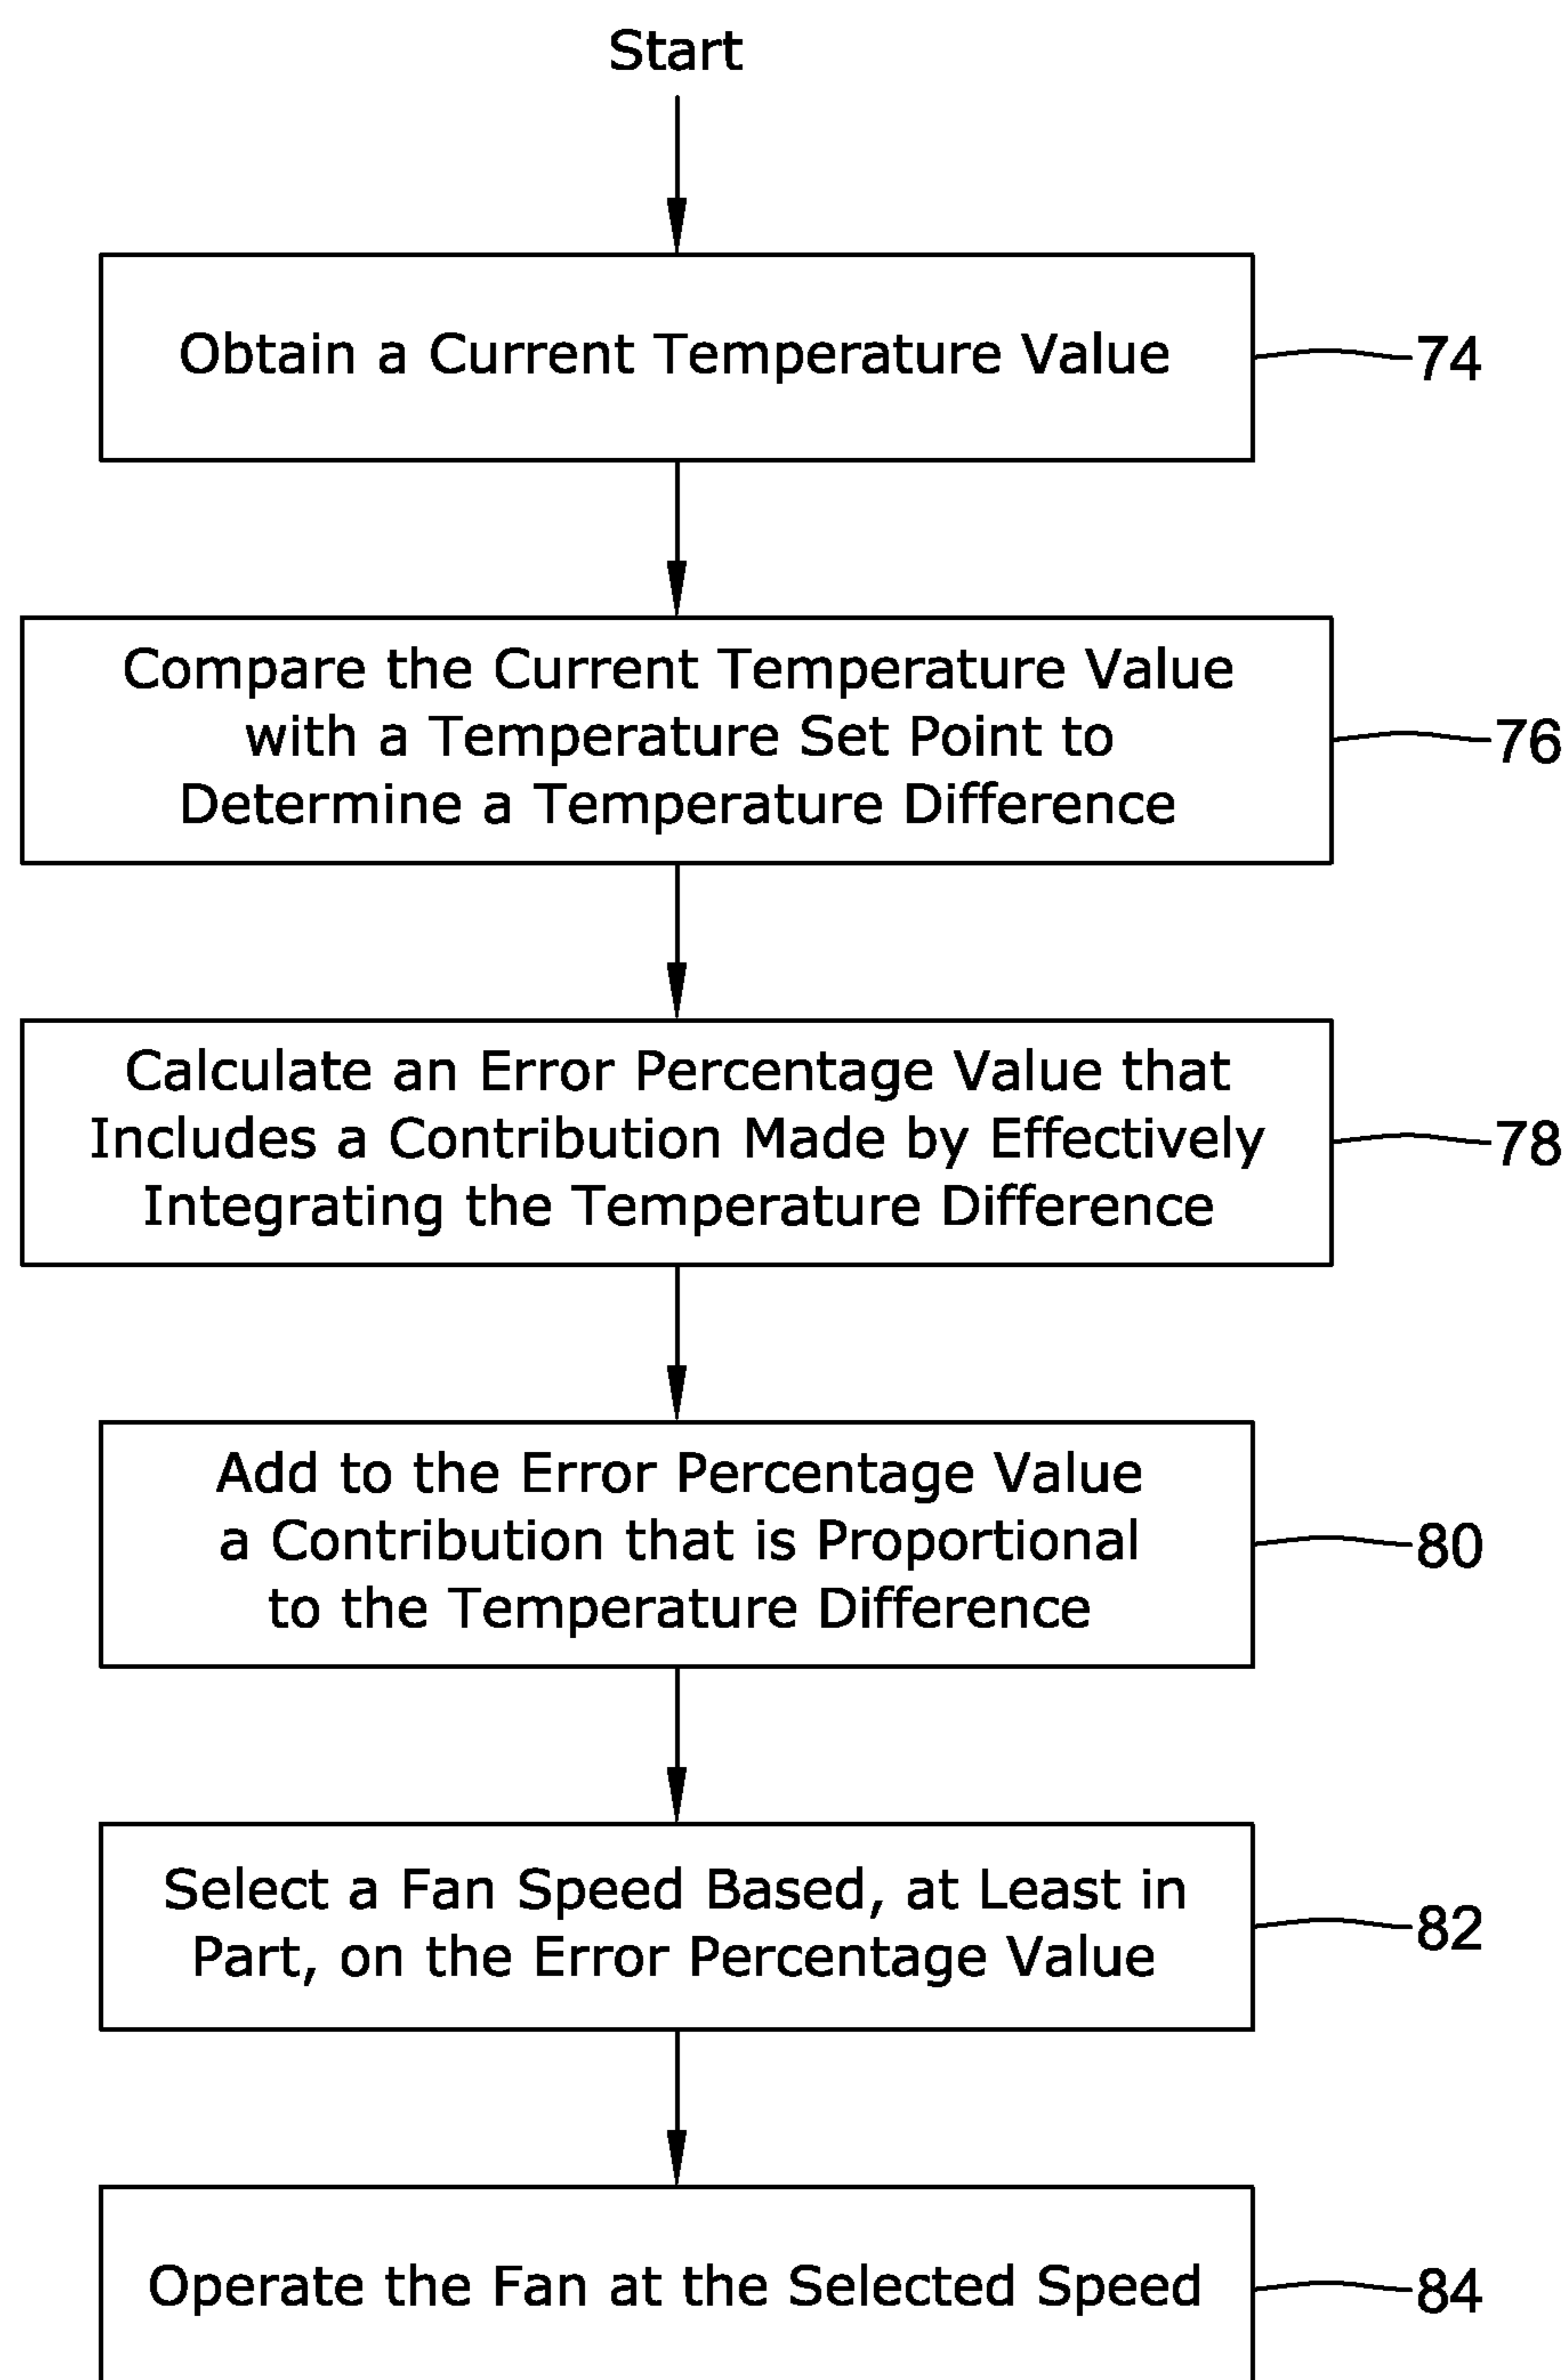 Start
Obtain a Current Temperature Value
74
Compare the Current Temperature Value
with a Temperature Set Point to
Determine a Temperature Difference
76
Calculate an Error Percentage Value that
Includes a Contribution Made by Effectively
Integrating the Temperature Difference
78
Add to the Error Percentage Value
a Contribution that is Proportional
to the Temperature Difference
80
Select a Fan Speed Based, at Least in
Part, on the Error Percentage Value
82
Operate the Fan at the Selected Speed
84